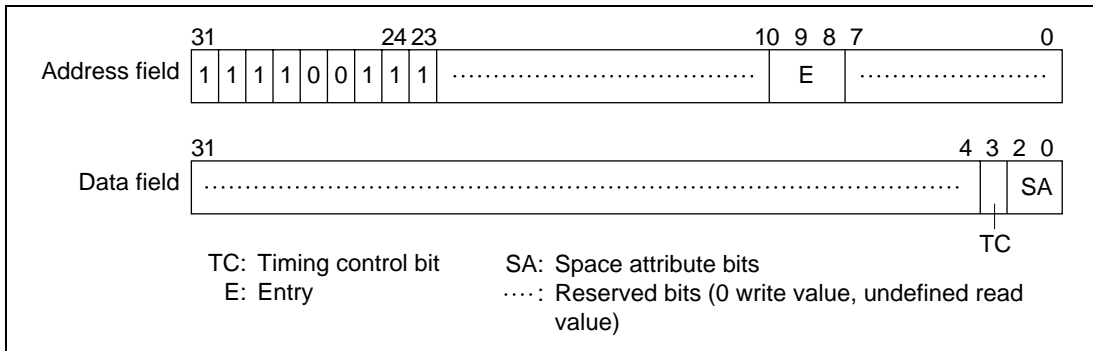 31 24 23 10 9 8 7 0
Address field 1 1 1 1 0 0 1 1 1 ···································· E ·························
31 4 3 2 0
Data field ·························································································· SA
TC
TC: Timing control bit SA: Space attribute bits
E: Entry ····: Reserved bits (0 write value, undefined read
value)